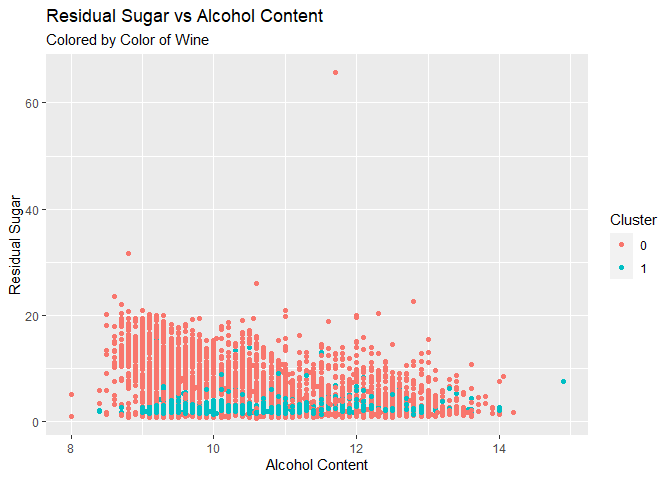 Residual Sugar vs Alcohol Content
Colored by Color of Wine
60
40
20
0
Residual Sugar
8 10 12 14
Alcohol Content
Cluster
0
1